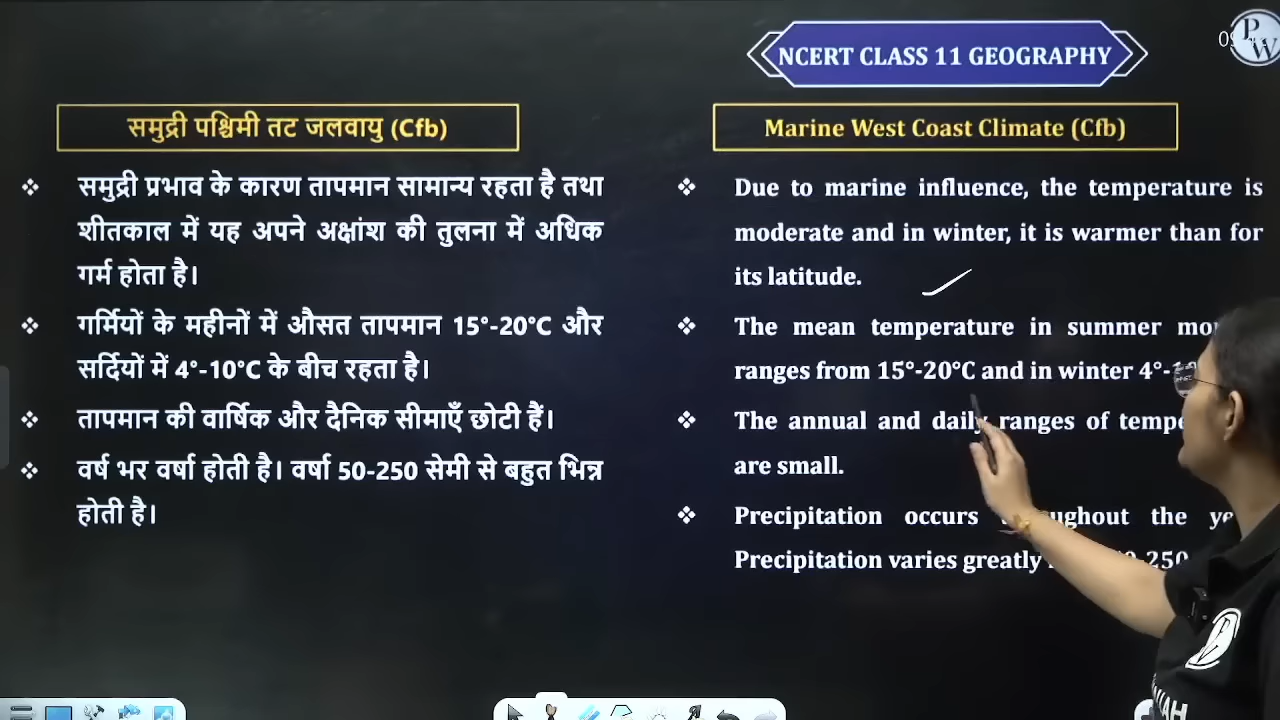 NCERT CLASS 11 GEOGRAPHY
P
W
समुद्री पश्चिमी तट जलवायु (Cfb)
❖ समुद्री प्रभाव के कारण तापमान सामान्य रहता है तथा
शीतकाल में यह अपने अक्षांश की तुलना में अधिक
गर्म होता है।
❖ गर्मियों के महीनों में औसत तापमान 15°-20°C और
सर्दियों में 4°-10°C के बीच रहता है।
❖ तापमान की वार्षिक और दैनिक सीमाएँ छोटी हैं।
❖ वर्ष भर वर्षा होती है। वर्षा 50-250 सेमी से बहुत भिन्न
होती है।
Marine West Coast Climate (Cfb)
❖ Due to marine influence, the temperature is
moderate and in winter, it is warmer than for
its latitude.
❖ The mean temperature in summer
ranges from 15°-20°C and in winter
❖ The annual and daily ranges of
are small.
❖ Precipitation occurs the
Precipitation varies greatly